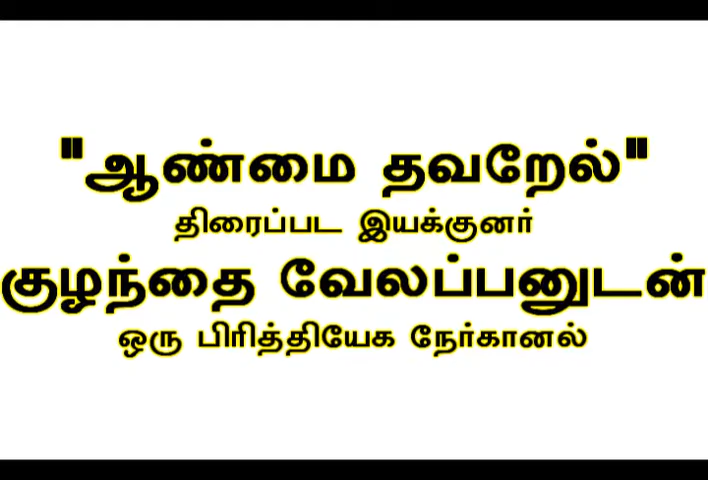 "ஆண்மை தவறேல்"
திரைப்பட இயக்குனர்
குழந்தை வேலப்பனுடன்
ஒரு பிரித்தியேக நேர்கானல்